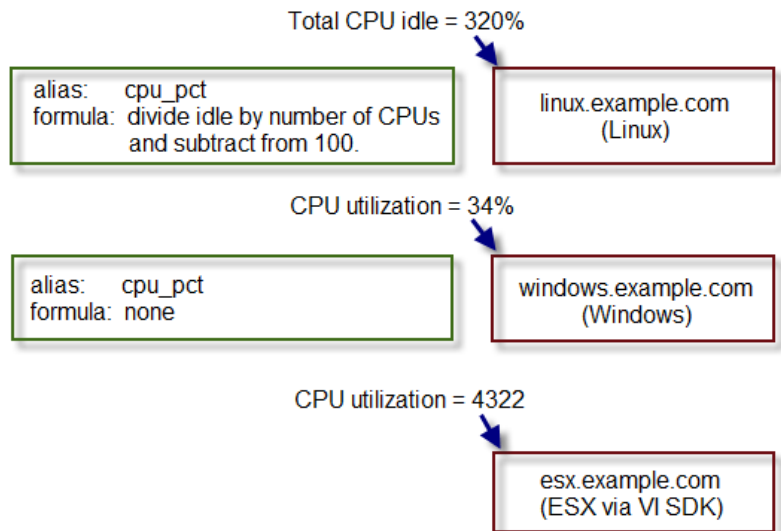 Total CPU idle = 320%
alias: cpu_pct
formula: divide idle by number of CPUs
and subtract from 100.
linux.example.com
(Linux)
CPU utilization = 34%
alias: cpu_pct
formula: none
windows.example.com
(Windows)
CPU utilization = 4322
esx.example.com
(ESX via VI SDK)